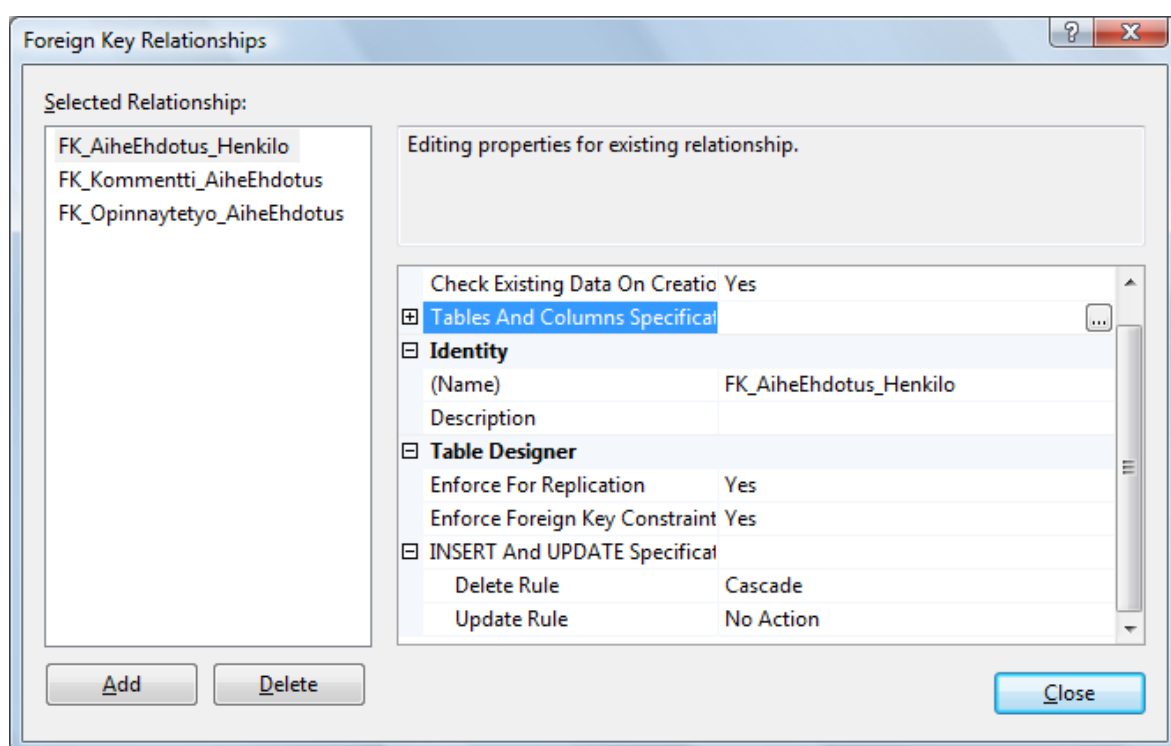 Foreign Key Relationships
Selected Relationship:
FK_AiheEhdotus_Henkilo
FK_Kommentti_AiheEhdotus
FK_Opinnaytetyo_AiheEhdotus
Editing properties for existing relationship.
Check Existing Data On Creatio Yes
Tables And Columns Specificat ...
Identity
(Name) FK_AiheEhdotus_Henkilo
Description
Table Designer
Enforce For Replication Yes
Enforce Foreign Key Constraint Yes
INSERT And UPDATE Specificat
Delete Rule Cascade
Update Rule No Action
Add Delete
Close